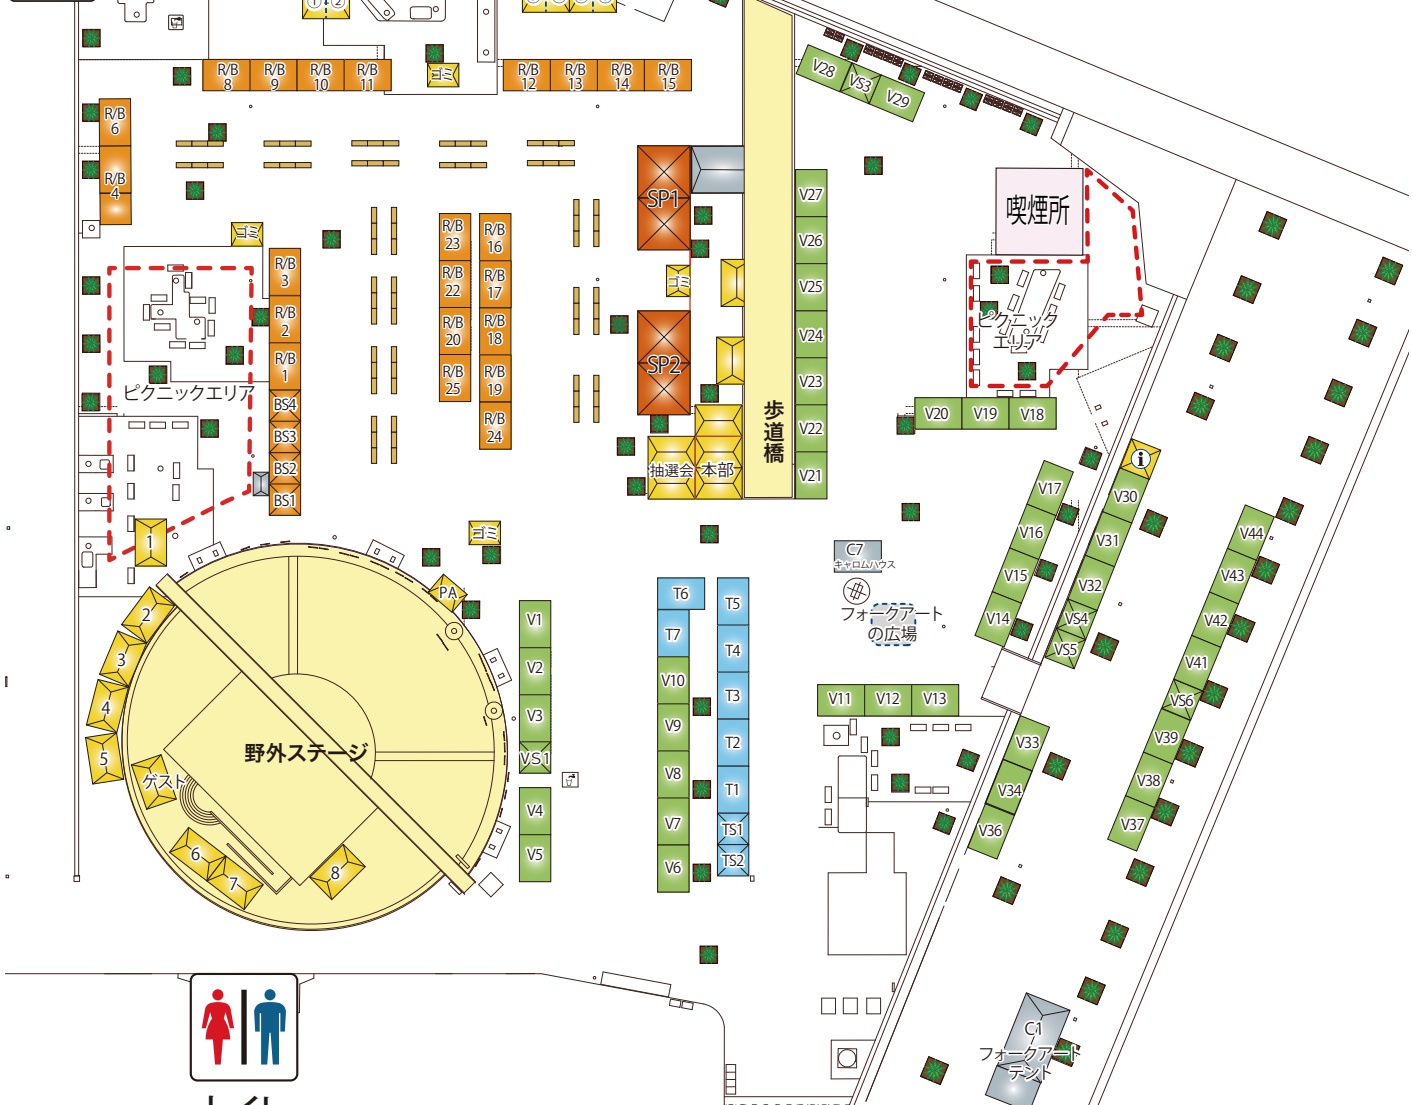 ① ②
R/B 8
R/B 9
R/B 10
R/B 11
ゴミ
R/B 12
R/B 13
R/B 14
R/B 15
V28
VS3
V29
R/B 6
R/B 4
SP1
V27
喫煙所
ゴミ
R/B 23
R/B 16
V26
R/B 3
R/B 22
R/B 17
ゴミ
V25
R/B 2
R/B 20
R/B 18
V24
ピクニック
エリア
R/B 1
R/B 25
R/B 19
SP2
V23
ピクニックエリア
BS4
R/B 24
歩道橋
V22
V20
V19
V18
BS3
BS2
BS1
抽選会
本部
V21
i
V17
V30
1
ゴミ
V16
V31
V44
C7
キャロムハウス
V15
V32
V43
2
PA
V1
T6
T5
フォークアート
の広場
V14
VS4
V42
3
V2
T7
T4
VS5
V41
4
V3
V10
T3
V11
V12
V13
VS6
5
野外ステージ
VS1
V9
T2
V33
V39
ゲスト
V4
V8
T1
V34
V38
6
V5
V7
TS1
V36
V37
7
8
V6
TS2
C1
フォークアート
テント
トイレ